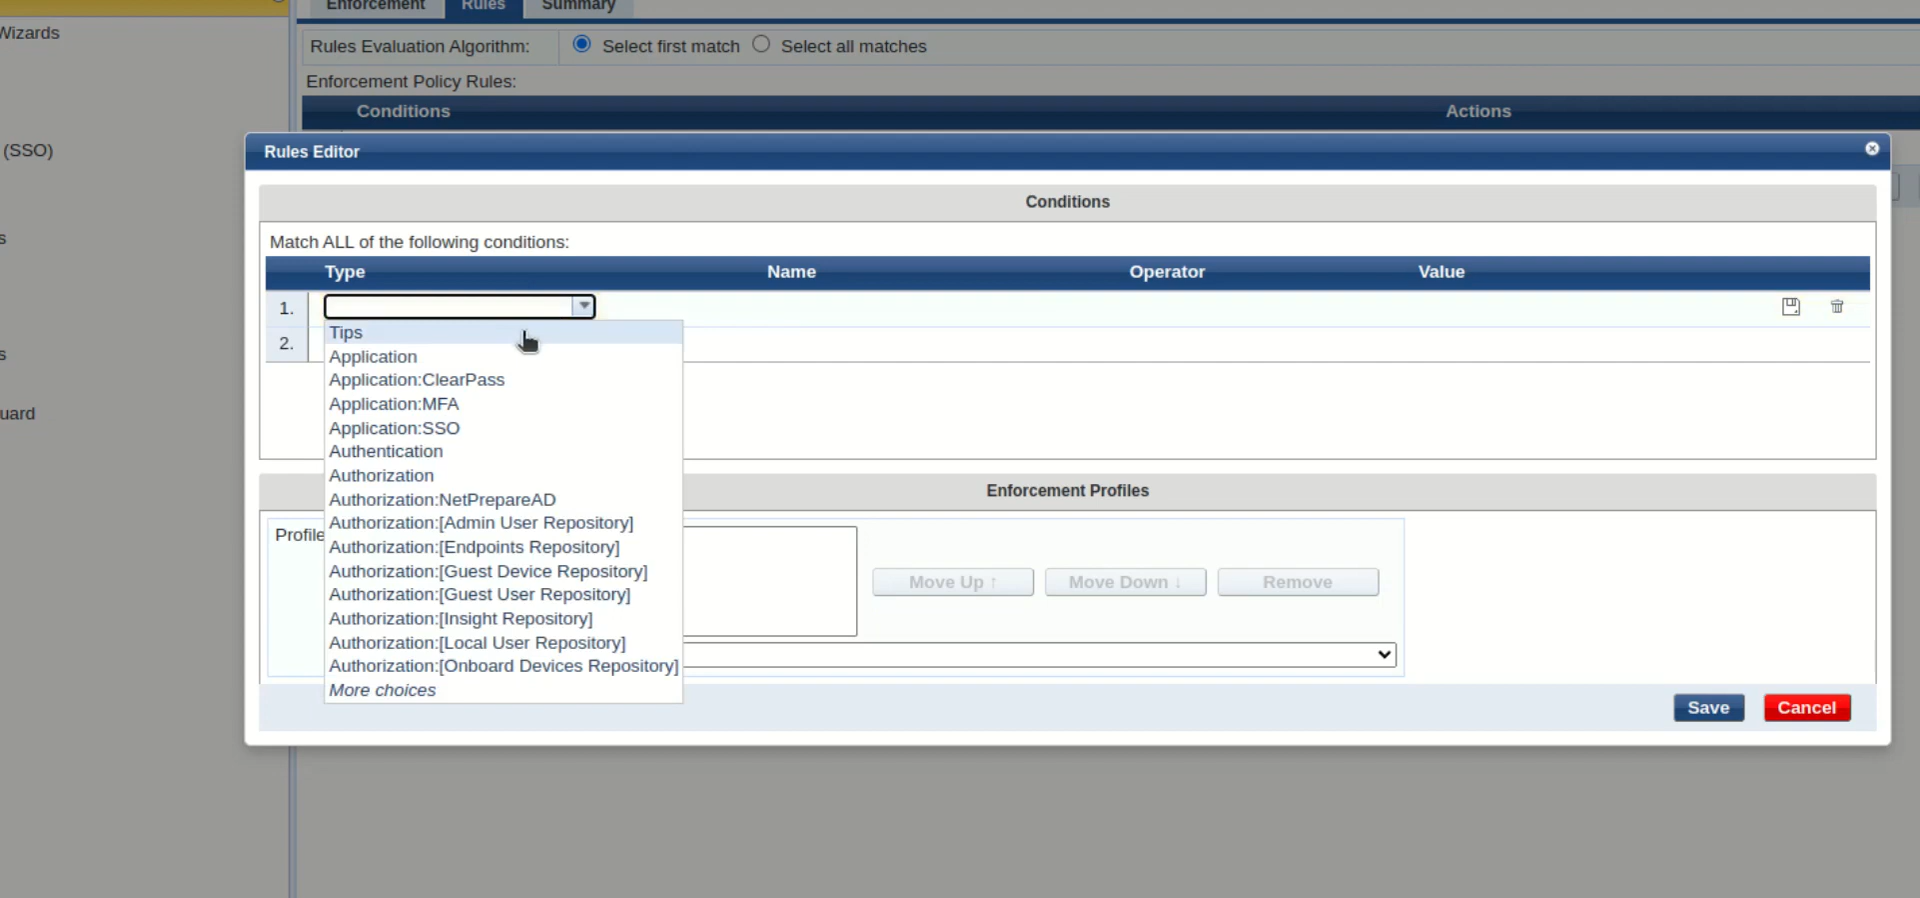 Enforcement Rules Summary
Wizards
Rules Evaluation Algorithm: Select first match Select all matches
Enforcement Policy Rules:
Conditions Actions
(SSO)
Rules Editor
Conditions
s
Match ALL of the following conditions:
Type Name Operator Value
1.
Tips
2.
s
Application
Application:ClearPass
Application:MFA
uard
Application:SSO
Authentication
Authorization
Enforcement Profiles
Authorization:NetPrepareAD
Authorization:[Admin User Repository]
Profile
Authorization:[Endpoints Repository]
Authorization:[Guest Device Repository]
Move Up ↑ Move Down ↓ Remove
Authorization:[Guest User Repository]
Authorization:[Insight Repository]
Authorization:[Local User Repository]
Authorization:[Onboard Devices Repository]
More choices
Save Cancel